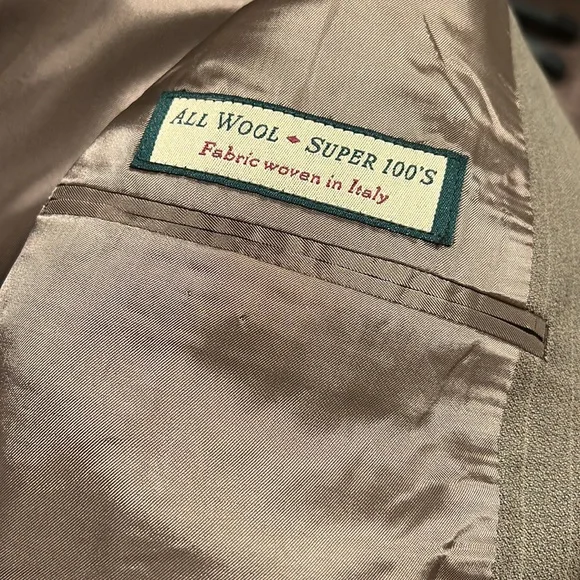 ALL WOOL ♦ SUPER 100'S
Fabric woven in Italy